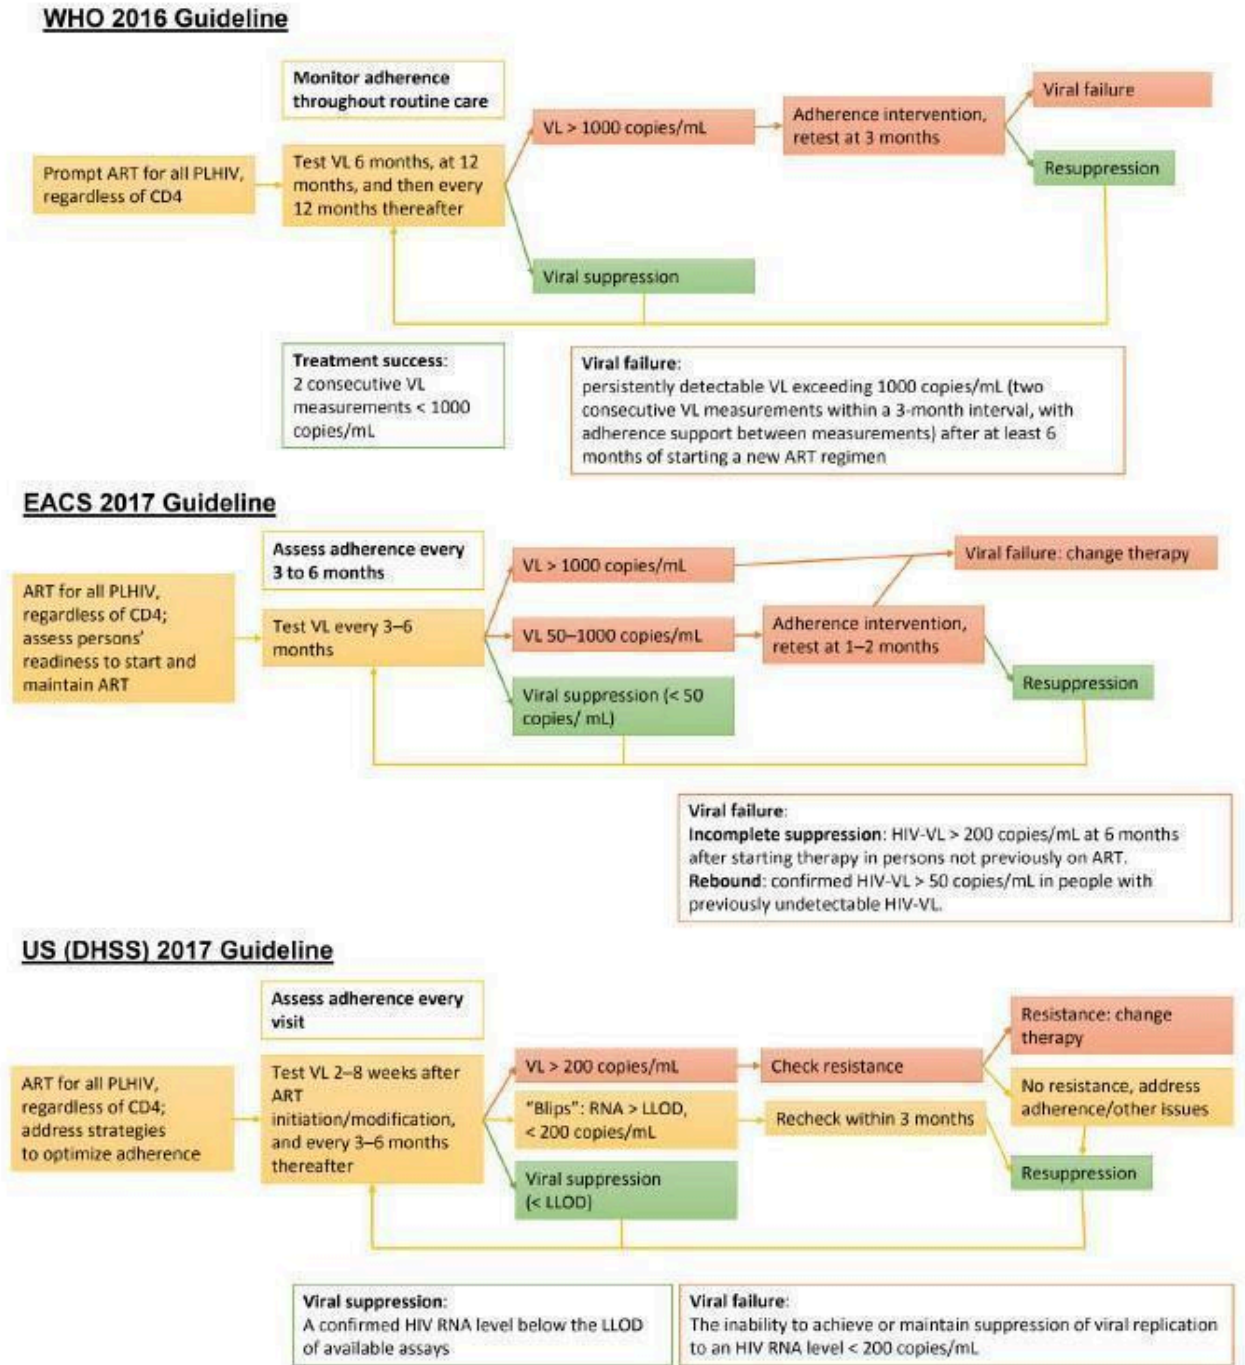 WHO 2016 Guideline
Monitor adherence
throughout routine care
Prompt ART for all PLHIV,
regardless of CD4
Test VL 6 months, at 12
months, and then every
12 months thereafter
VL > 1000 copies/mL
Adherence intervention,
retest at 3 months
Viral failure
Resuppression
Viral suppression
Treatment success:
2 consecutive VL
measurements < 1000
copies/mL
Viral failure:
persistently detectable VL exceeding 1000 copies/mL (two
consecutive VL measurements within a 3-month interval, with
adherence support between measurements) after at least 6
months of starting a new ART regimen
EACS 2017 Guideline
Assess adherence every
3 to 6 months
ART for all PLHIV,
regardless of CD4;
assess persons'
readiness to start and
maintain ART
Test VL every 3–6
months
VL > 1000 copies/mL
VL 50–1000 copies/mL
Viral suppression (< 50
copies/ mL)
Adherence intervention,
retest at 1–2 months
Viral failure: change therapy
Resuppression
Viral failure:
Incomplete suppression: HIV-VL > 200 copies/mL at 6 months
after starting therapy in persons not previously on ART.
Rebound: confirmed HIV-VL > 50 copies/mL in people with
previously undetectable HIV-VL.
US (DHSS) 2017 Guideline
Assess adherence every
visit
ART for all PLHIV,
regardless of CD4;
address strategies
to optimize adherence
Test VL 2–8 weeks after
ART
initiation/modification,
and every 3–6 months
thereafter
VL > 200 copies/mL
"Blips": RNA > LLOD,
< 200 copies/mL
Viral suppression
(< LLOD)
Check resistance
Recheck within 3 months
Resistance: change
therapy
No resistance, address
adherence/other issues
Resuppression
Viral suppression:
A confirmed HIV RNA level below the LLOD
of available assays
Viral failure:
The inability to achieve or maintain suppression of viral replication
to an HIV RNA level < 200 copies/mL